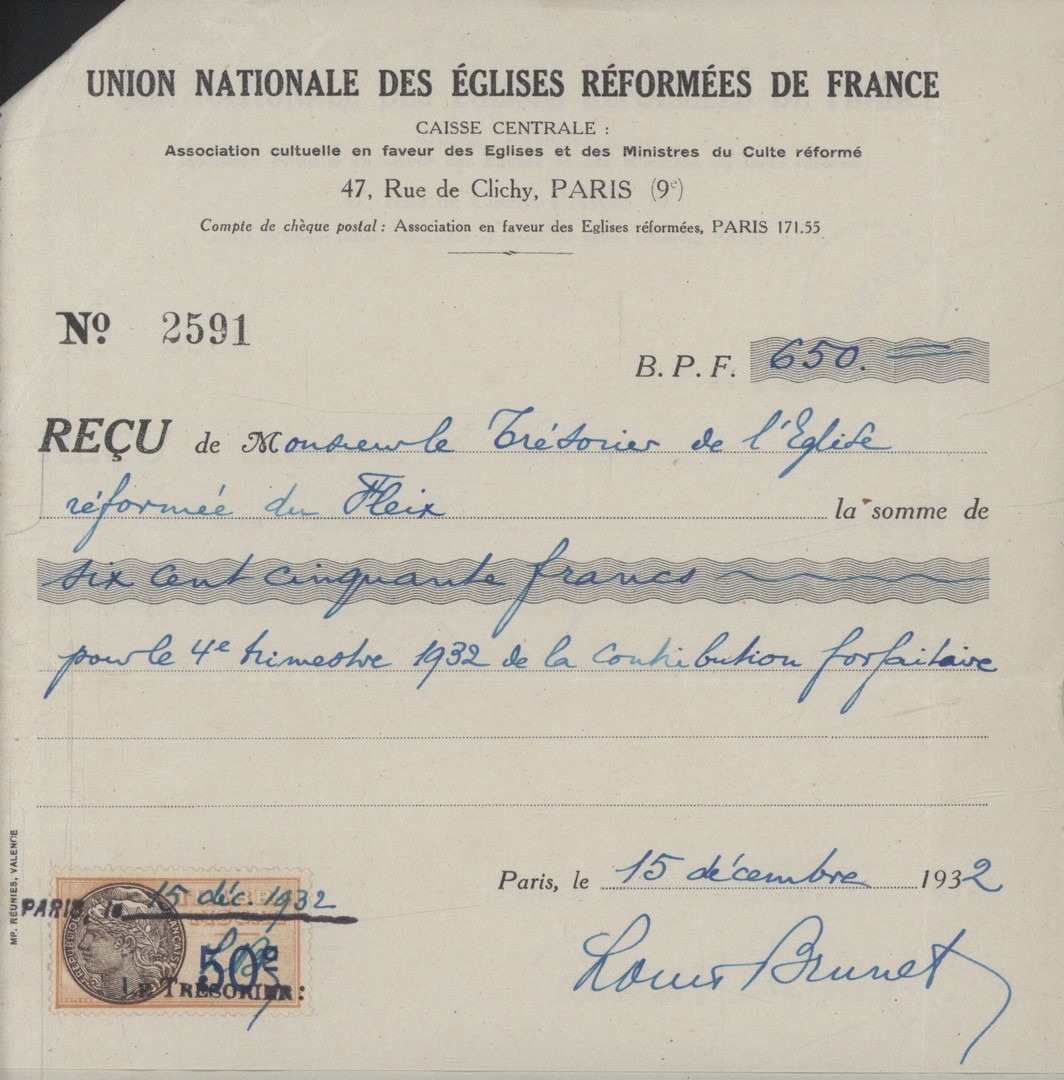 UNION NATIONALE DES ÉGLISES RÉFORMÉES DE FRANCE
CAISSE CENTRALE :
Association cultuelle en faveur des Eglises et des Ministres du Culte réformé
47, Rue de Clichy, PARIS (9e)
Compte de chèque postal : Association en faveur des Eglises réformées, PARIS 171.55
No 2591
B. P. F. 650.
REÇU de Monsieur le Trésorier de l'Eglise
réformée du Fleix la somme de
six cent cinquante francs
pour le 4e trimestre 1932 de la contribution forfaitaire
Paris, le 15 décembre 1932
Louis Brunet
PARIS, le 15 déc. 1932
50c
LE TRÉSORIER :
MP. RÉUNIES, VALENCE